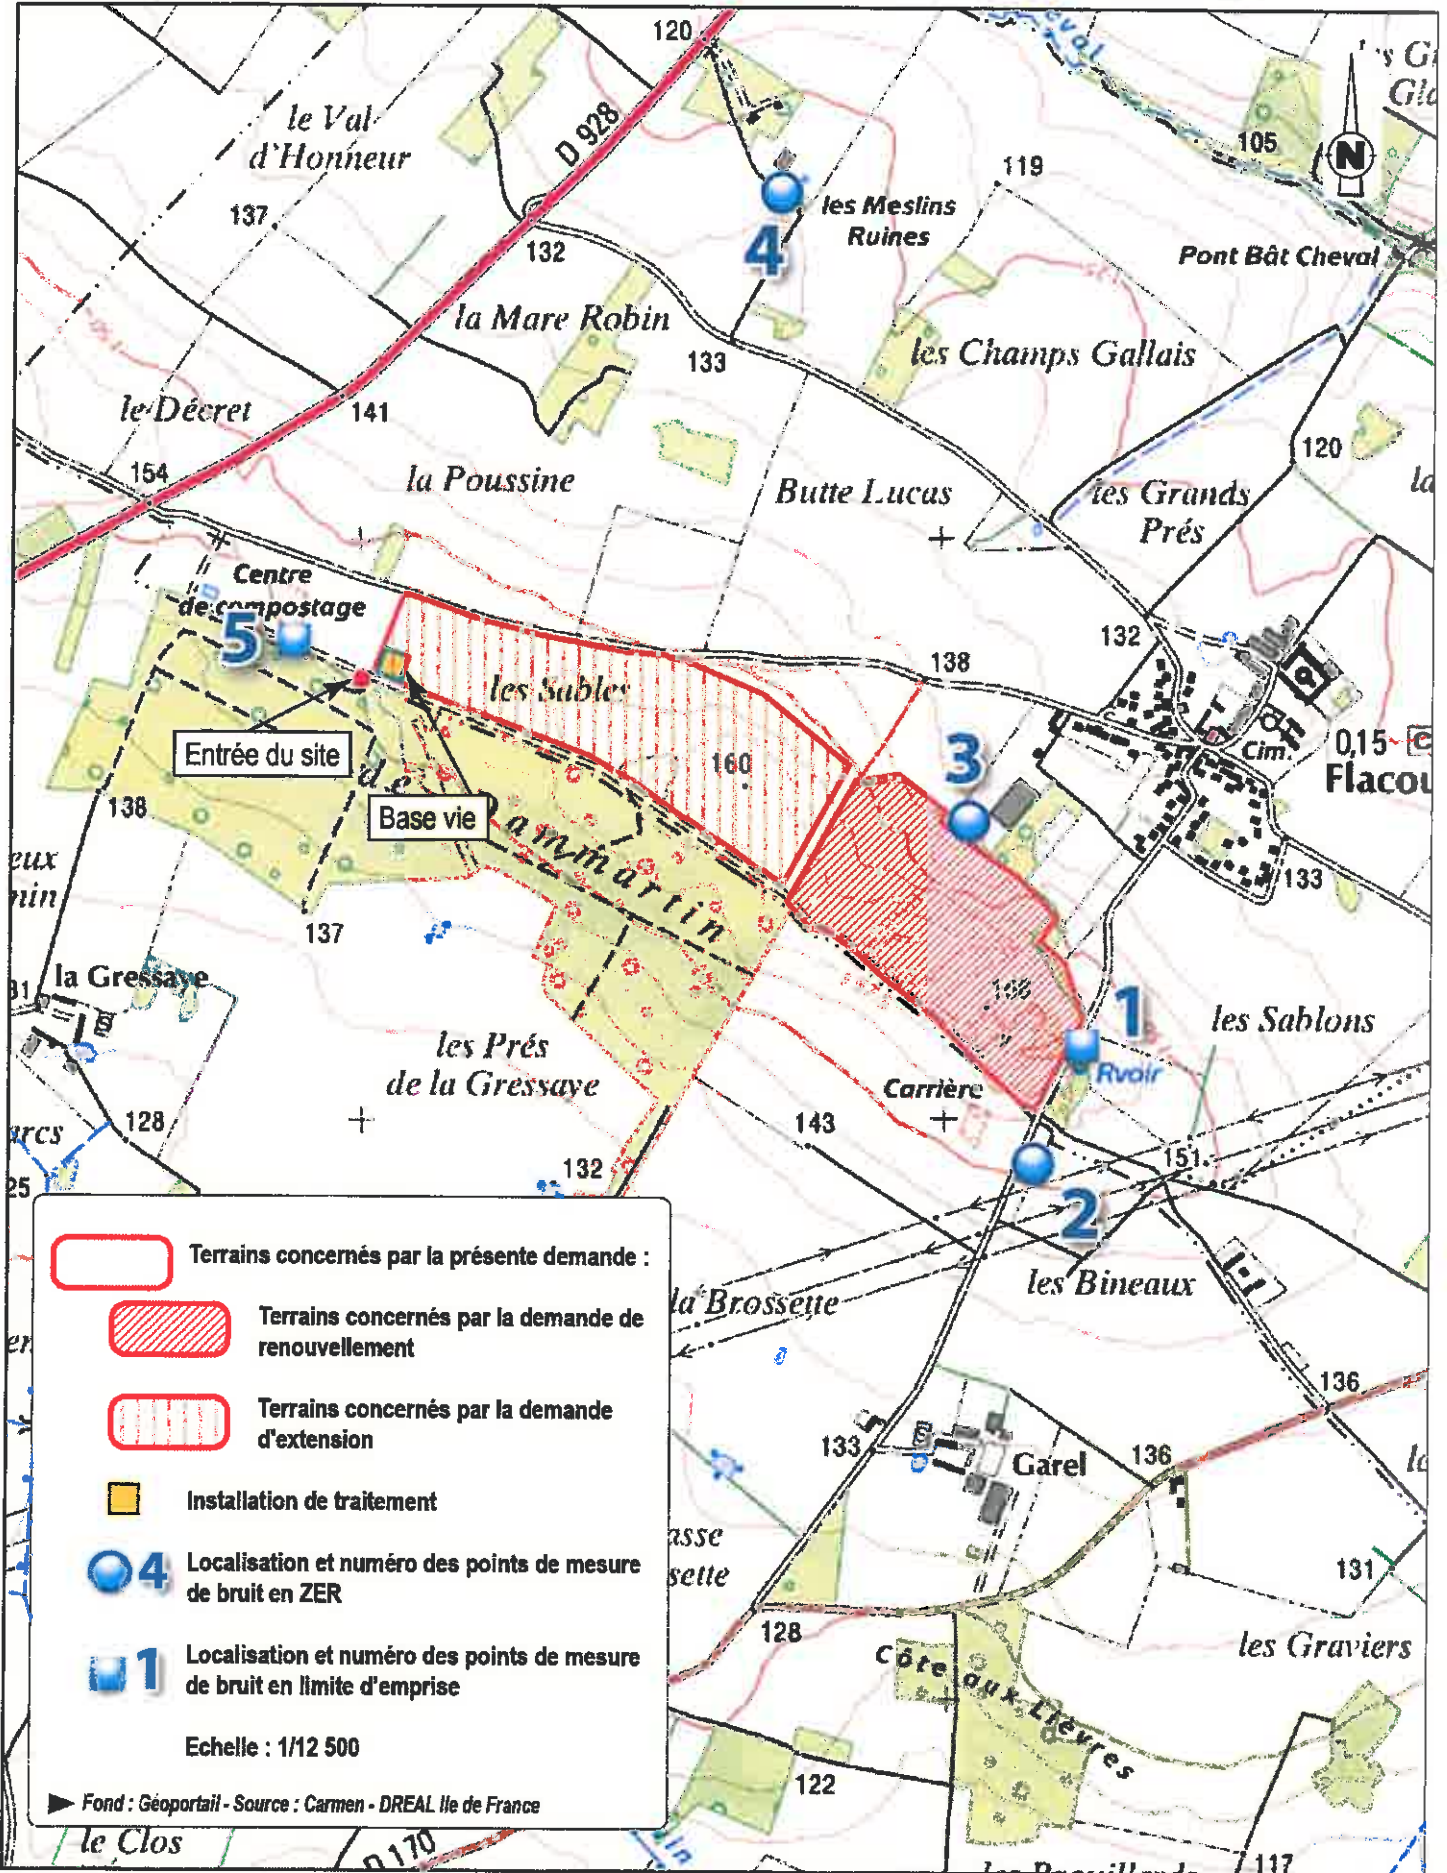 120
D 928
le Val
d'Honneur
105
N
119
137
les Meslins
Ruines
4
132
Pont Bât Cheval
la Mare Robin
133
les Champs Gallais
le Décret
141
120
154
la Poussine
Butte Lucas
les Grands
Prés
Centre
de compostage
5
132
138
les Sables
Entrée du site
160
3
Cim.
0,15
Flacou
138
Base vie
de Dammartin
133
137
la Gressaye
168
1
les Sablons
les Prés
de la Gressaye
Carrière
Rvoir
128
143
132
151
2
les Bineaux
la Brossette
136
133
Garel
136
131
128
les Graviers
Côte aux Lièvres
122
117
le Clos
D 170
Terrains concernés par la présente demande :
Terrains concernés par la demande de
renouvellement
Terrains concernés par la demande
d'extension
Installation de traitement
4
Localisation et numéro des points de mesure
de bruit en ZER
1
Localisation et numéro des points de mesure
de bruit en limite d'emprise
Echelle : 1/12 500
Fond : Géoportail - Source : Carmen - DREAL Ile de France